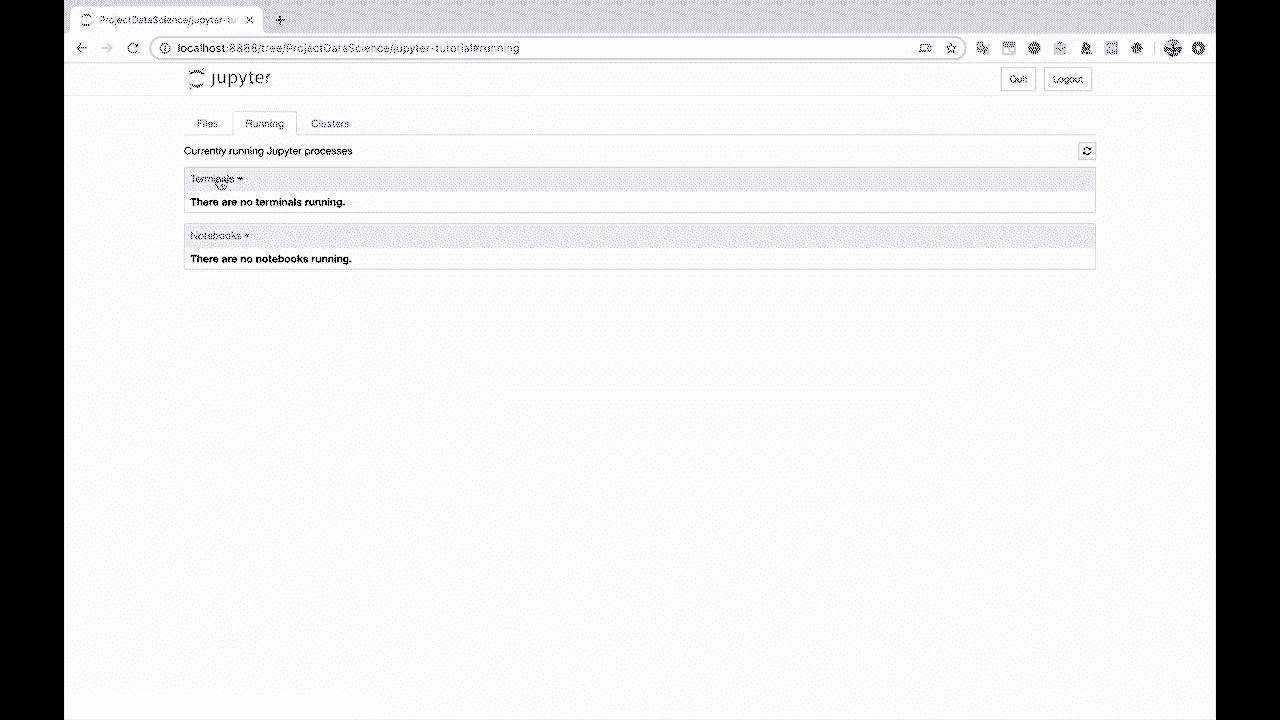 ProjectDataScience/jupyter-tu
localhost:8888/tree/ProjectDataScience/jupyter-tutorial#running
jupyter
Quit
Logout
Files
Running
Clusters
Currently running Jupyter processes
Terminals
There are no terminals running.
Notebooks
There are no notebooks running.